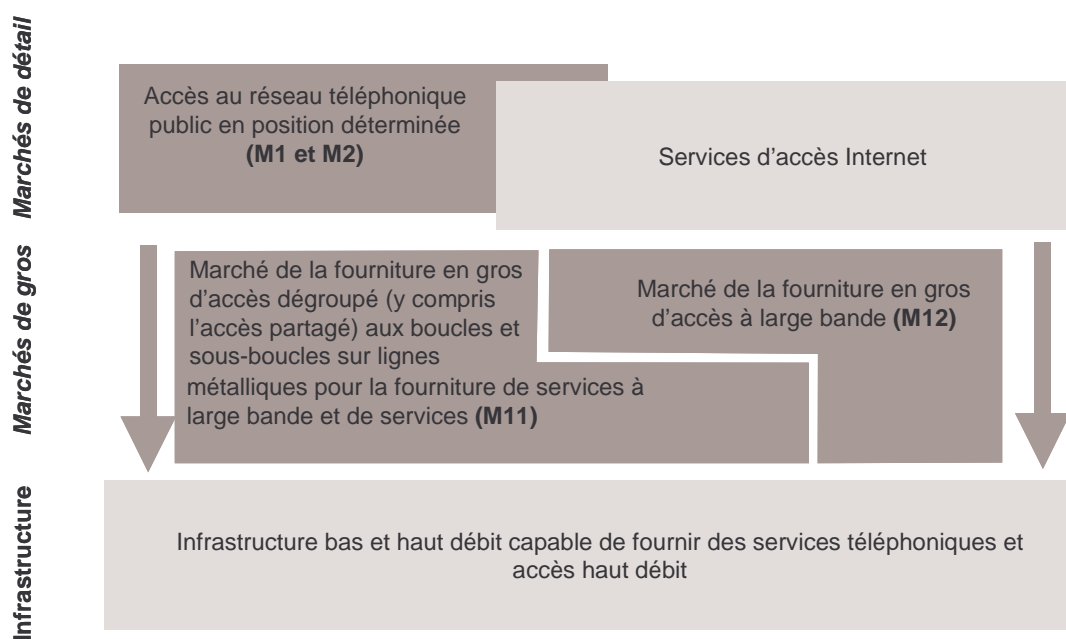 Marchés de détail
Accès au réseau téléphonique
public en position déterminée
(M1 et M2)
Services d’accès Internet
Marchés de gros
Marché de la fourniture en gros
d’accès dégroupé (y compris
l’accès partagé) aux boucles et
sous-boucles sur lignes
métalliques pour la fourniture de services à
large bande et de services (M11)
Marché de la fourniture en gros
d’accès à large bande (M12)
Infrastructure
Infrastructure bas et haut débit capable de fournir des services téléphoniques et
accès haut débit